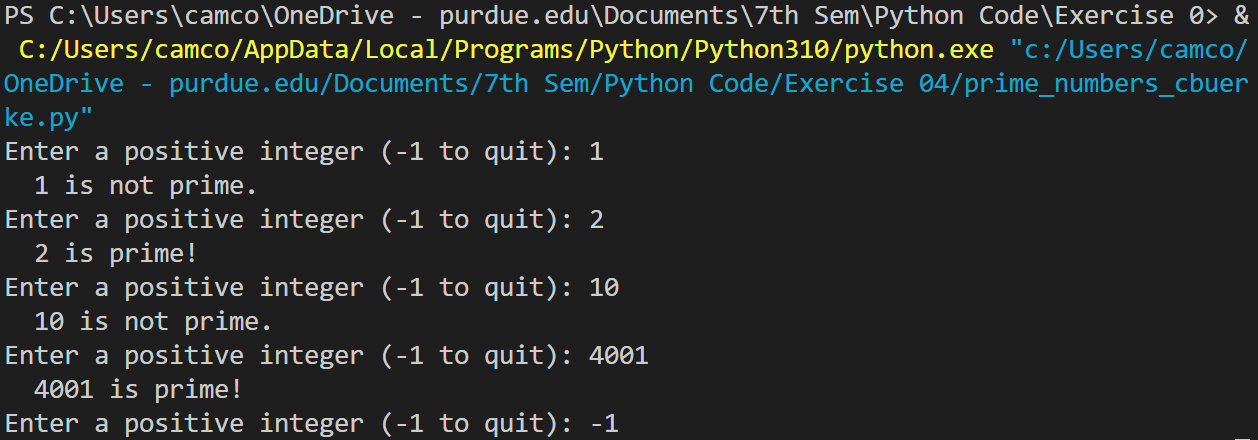 PS C:\Users\camco\OneDrive - purdue.edu\Documents\7th Sem\Python Code\Exercise 0> &
 C:/Users/camco/AppData/Local/Programs/Python/Python310/python.exe "c:/Users/camco/
OneDrive - purdue.edu/Documents/7th Sem/Python Code/Exercise 04/prime_numbers_cbuer
ke.py"
Enter a positive integer (-1 to quit): 1
  1 is not prime.
Enter a positive integer (-1 to quit): 2
  2 is prime!
Enter a positive integer (-1 to quit): 10
  10 is not prime.
Enter a positive integer (-1 to quit): 4001
  4001 is prime!
Enter a positive integer (-1 to quit): -1